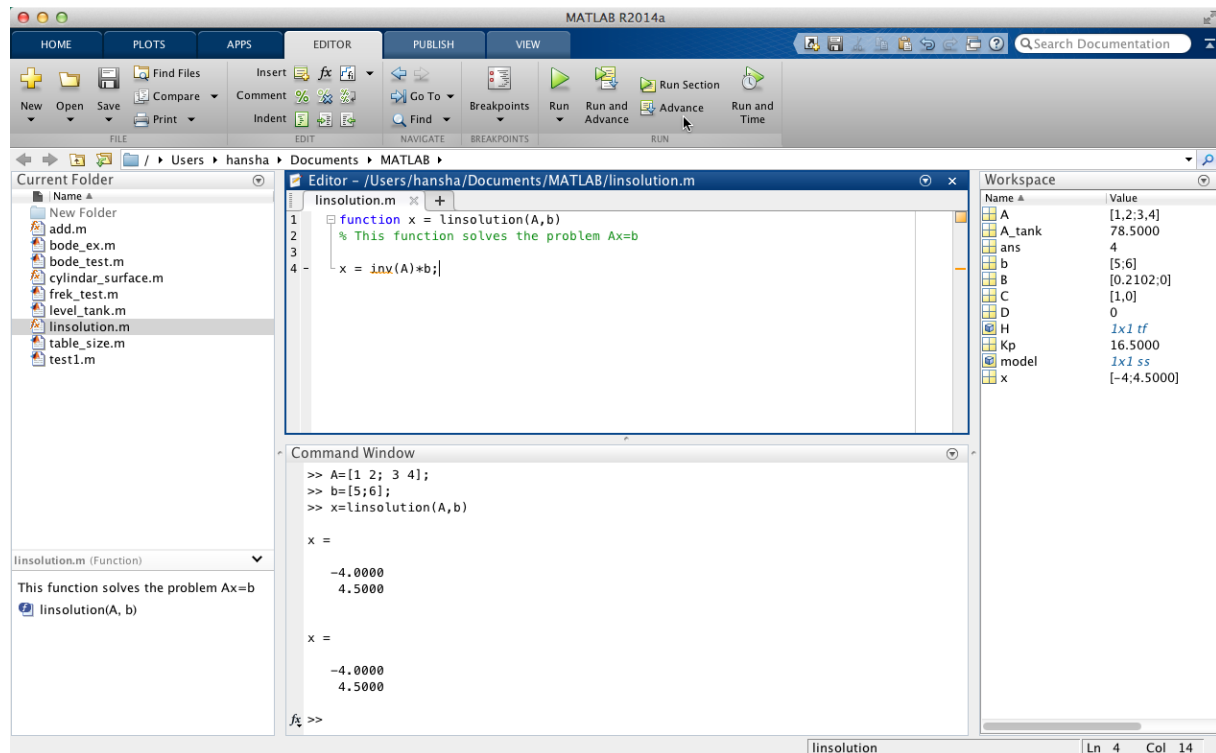 MATLAB R2014a
HOME PLOTS APPS EDITOR PUBLISH VIEW Search Documentation
New Open Save
Find Files
Compare
Print
FILE
Insert fx
Comment
Indent
EDIT
Go To
Find
NAVIGATE
Breakpoints
BREAKPOINTS
Run
Run and Advance
Run Section
Advance
Run and Time
RUN
/ Users hansha Documents MATLAB
Current Folder
Name
New Folder
add.m
bode_ex.m
bode_test.m
cylindar_surface.m
frek_test.m
level_tank.m
linsolution.m
table_size.m
test1.m
linsolution.m (Function)
This function solves the problem Ax=b
linsolution(A, b)
Editor - /Users/hansha/Documents/MATLAB/linsolution.m
linsolution.m
1 function x = linsolution(A,b)
2 % This function solves the problem Ax=b
3
4 - x = inv(A)*b;
Command Window
>> A=[1 2; 3 4];
>> b=[5;6];
>> x=linsolution(A,b)
x =
-4.0000
4.5000
x =
-4.0000
4.5000
fx >>
Workspace
Name Value
A [1,2;3,4]
A_tank 78.5000
ans 4
b [5;6]
B [0.2102;0]
C [1,0]
D 0
H 1x1 tf
Kp 16.5000
model 1x1 ss
x [-4;4.5000]
linsolution Ln 4 Col 14